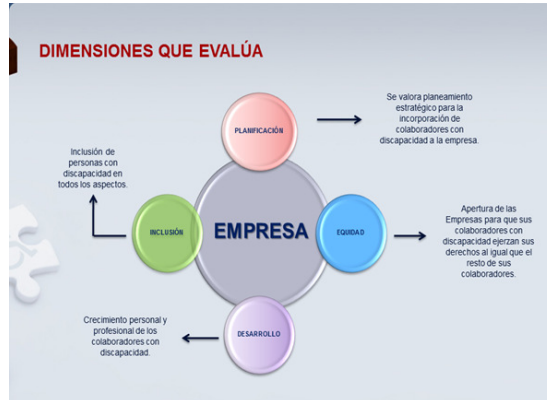 DIMENSIONES QUE EVALÚA
PLANIFICACIÓN
Se valora planeamiento
estratégico para la
incorporación de
colaboradores con
discapacidad a la empresa.
Inclusión de
personas con
discapacidad en
todos los aspectos.
INCLUSIÓN
EMPRESA
EQUIDAD
Apertura de las
Empresas para que sus
colaboradores con
discapacidad ejerzan sus
derechos al igual que el
resto de sus
colaboradores.
Crecimiento personal y
profesional de los
colaboradores con
discapacidad.
DESARROLLO